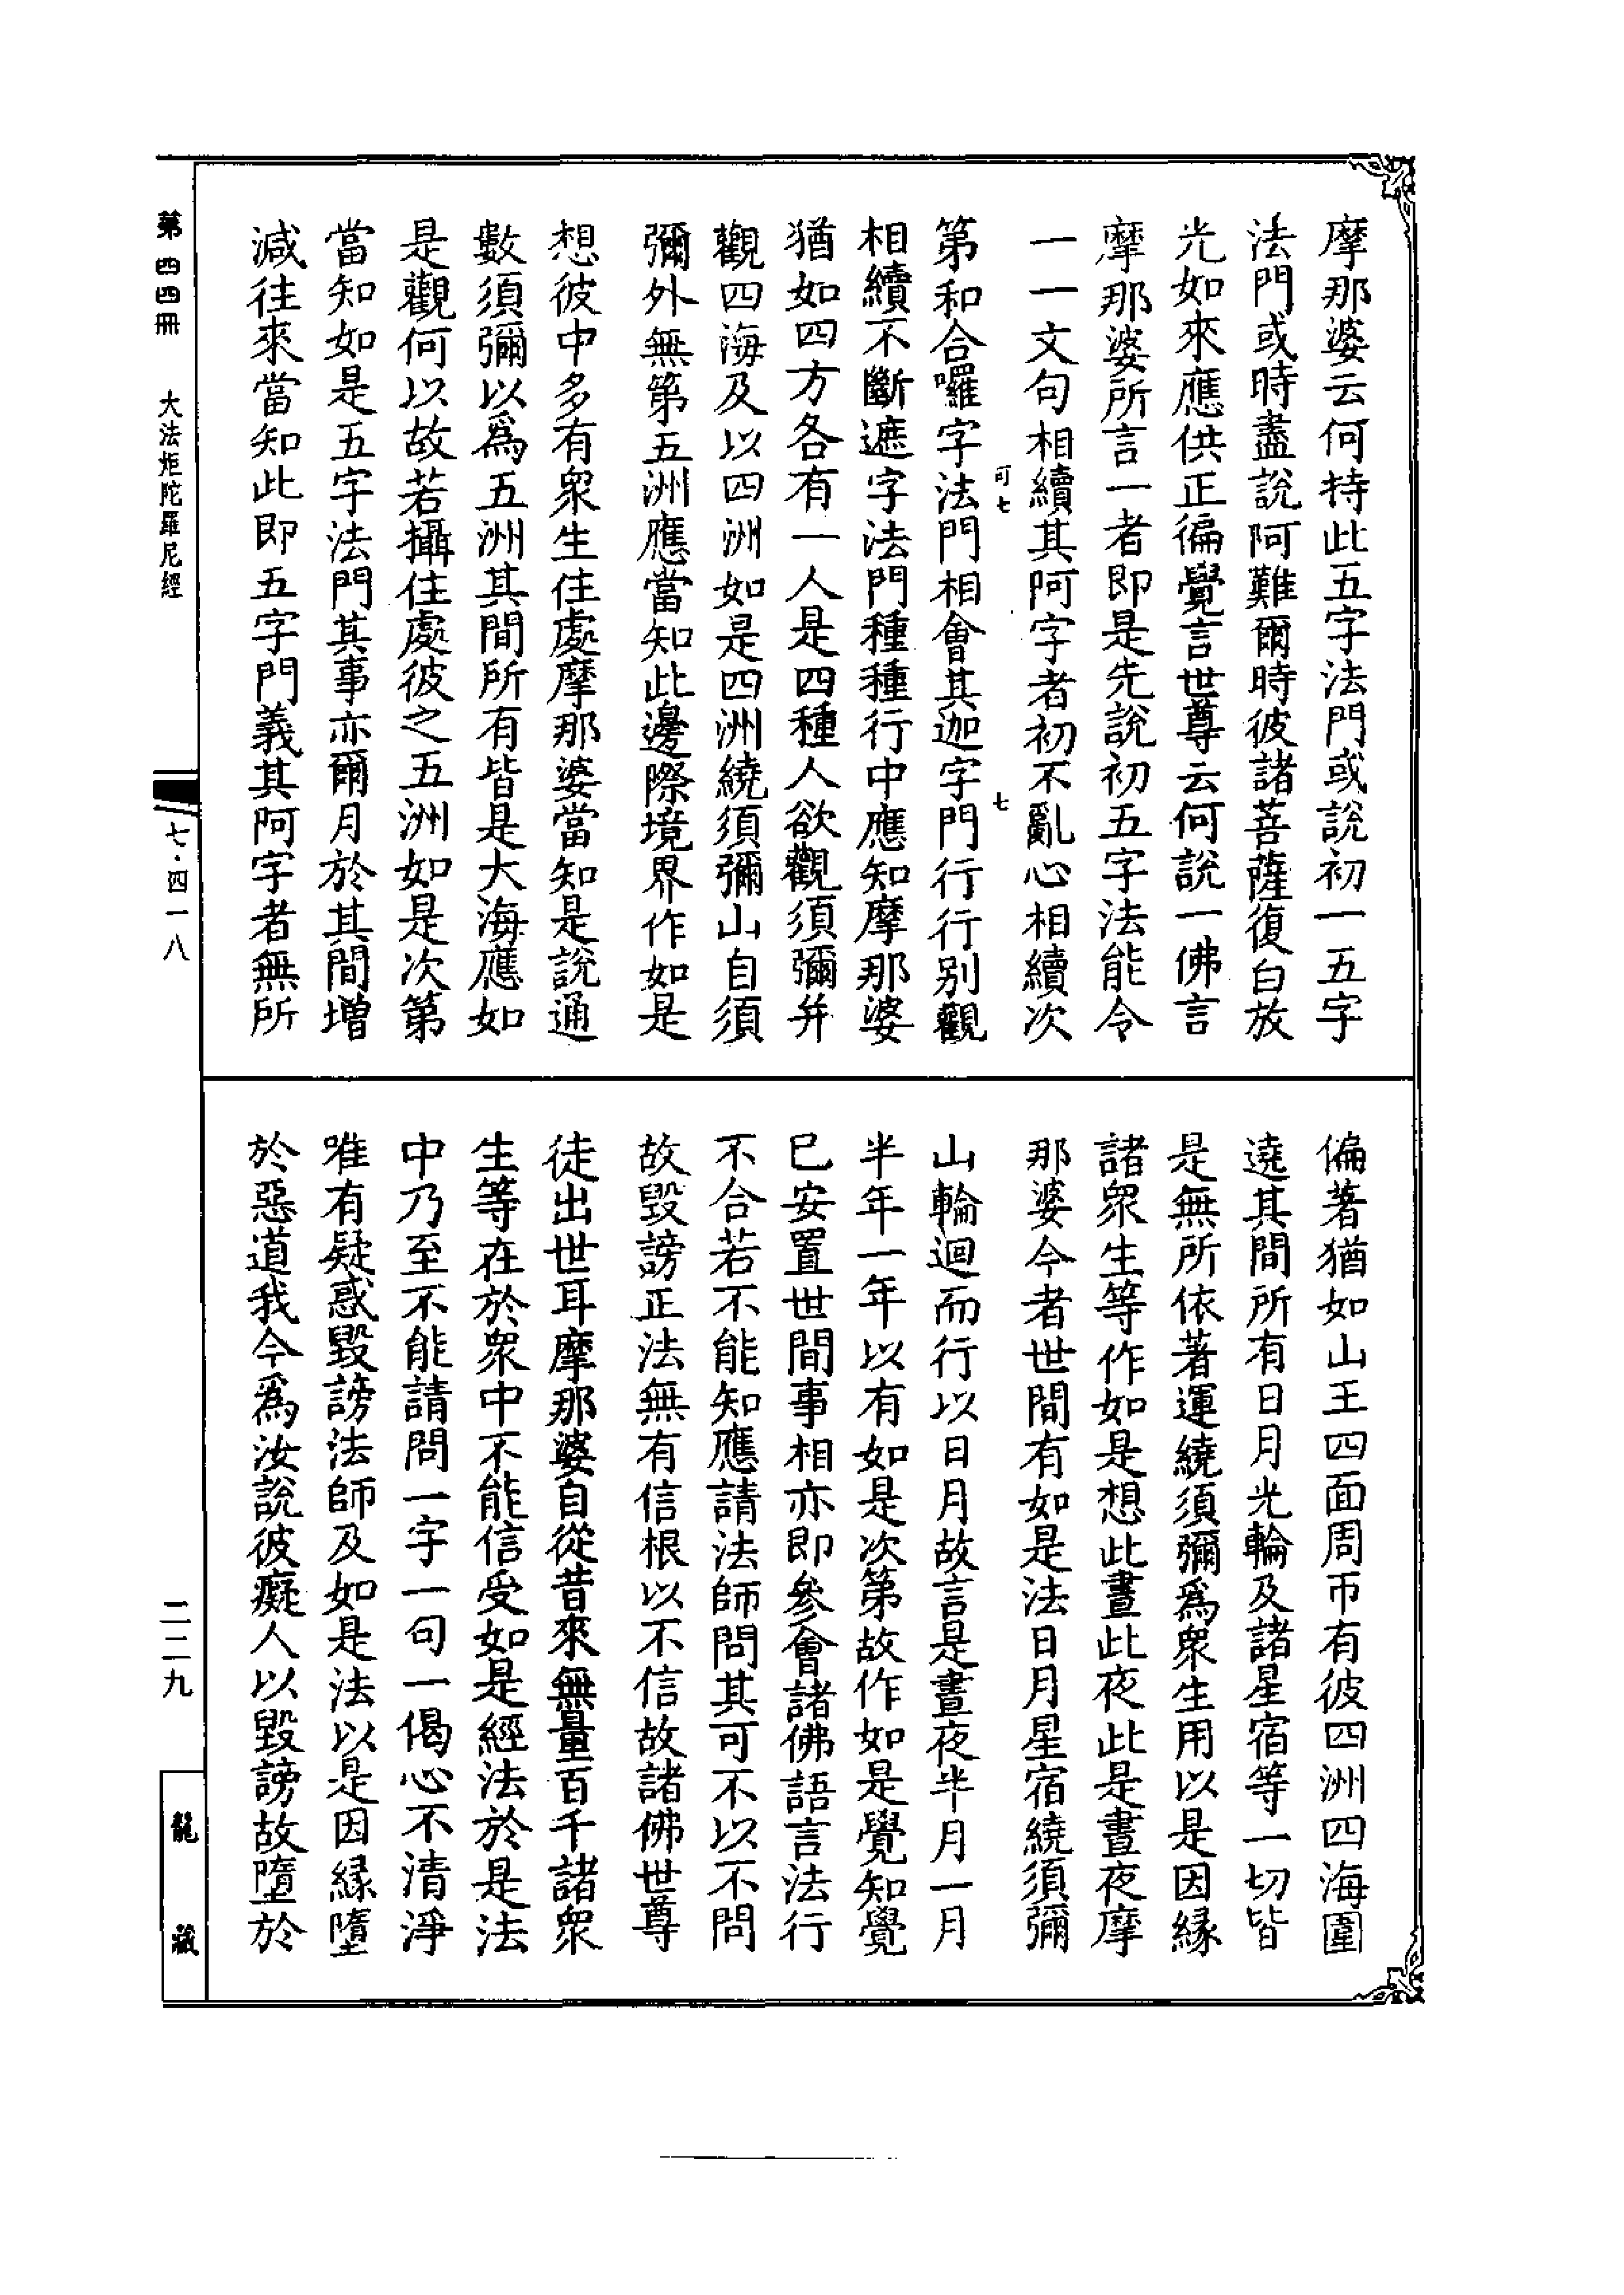 摩那婆云何持此五字法門或說初一五字
法門或時盡說阿難爾時彼諸菩薩復白放
光如來應供正徧覺言世尊云何說一佛言
摩那婆所言一者即是先說初五字法能令
一一文句相續其阿字者初不亂心相續次
可七
七
第和合囉字法門相會其迦字門行行别觀
相續不斷遮字法門種種行中應知摩那婆
猶如四方各有一人是四種人欲觀須彌并
觀四海及以四洲如是四洲繞須彌山自須
彌外無第五洲應當知此邊際境界作如是
想彼中多有衆生住處摩那婆當知是說通
數須彌以爲五洲其間所有皆是大海應如
是觀何以故若攝住處彼之五洲如是次第
當知如是五字法門其事亦爾月於其間增
減往來當知此即五字門義其阿字者無所
偏著猶如山王四面周帀有彼四洲四海圍
遶其間所有日月光輪及諸星宿等一切皆
是無所依著運繞須彌爲衆生用以是因緣
諸衆生等作如是想此晝此夜此是晝夜摩
那婆今者世間有如是法日月星宿繞須彌
山輪迴而行以日月故言是晝夜半月一月
半年一年以有如是次第故作如是覺知覺
已安置世間事相亦即參會諸佛語言法行
不合若不能知應請法師問其可不以不問
故毀謗正法無有信根以不信故諸佛世尊
徒出世耳摩那婆自從昔來無量百千諸衆
生等在於衆中不能信受如是經法於是法
中乃至不能請問一字一句一偈心不清淨
唯有疑惑毀謗法師及如是法以是因緣墮
於惡道我今爲汝說彼癡人以毀謗故墮於
第四四冊
大法炬陀羅尼經
七·四一八
二二九
龍藏